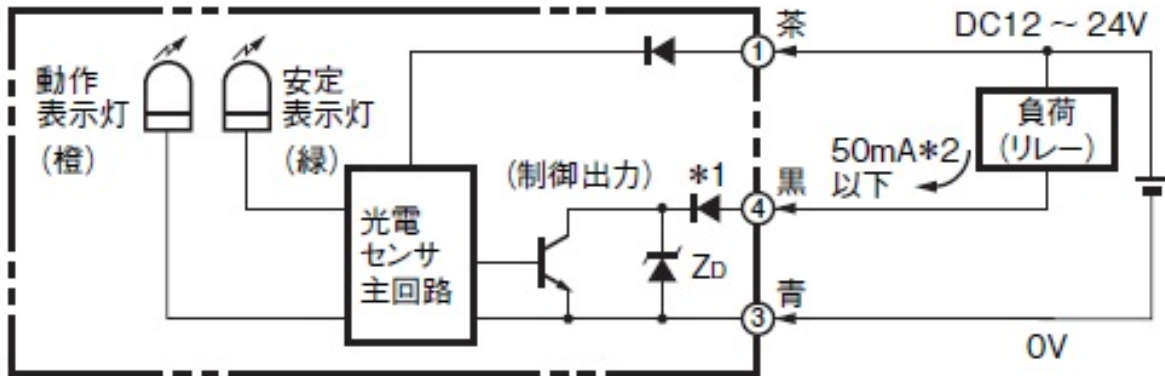 動作
表示灯
(橙)
安定
表示灯
(緑)
光電
センサ
主回路
(制御出力)
*1
ZD
①
茶
④
黒
③
青
DC12 ~ 24V
負荷
(リレー)
50mA*2
以下
0V